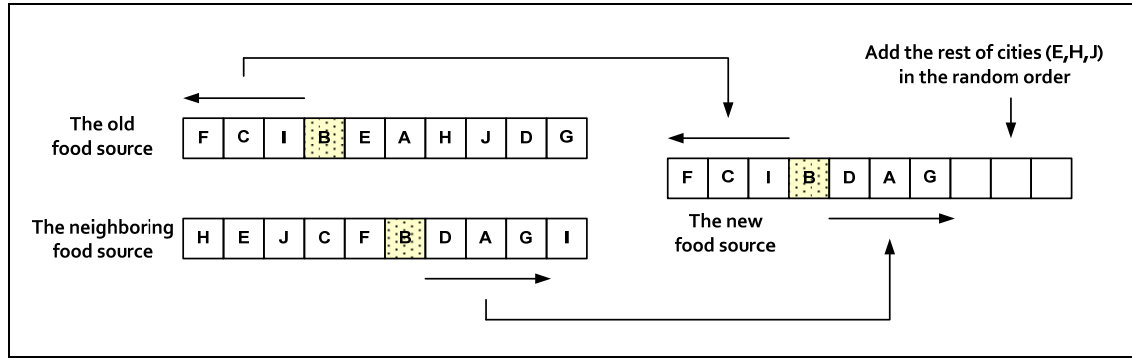 Add the rest of cities (E,H,J)
in the random order
The old
food source
F C I B E A H J D G
F C I B D A G
The neighboring
food source
H E J C F B D A G I
The new
food source